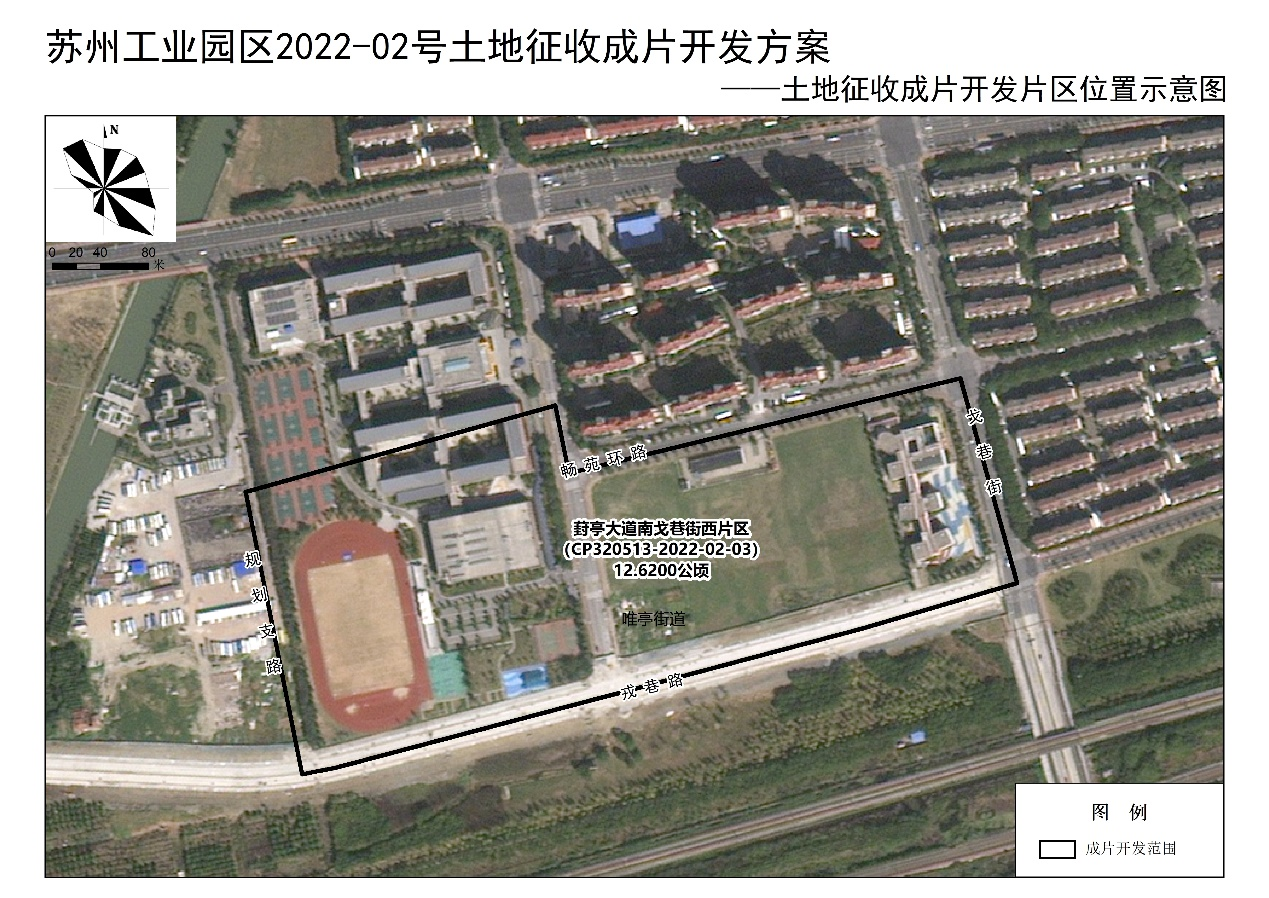 苏州工业园区2022-02号土地征收成片开发方案
——土地征收成片开发片区位置示意图
N
0 20 40 80
米
畅苑环路
戈巷街
葑亭大道南戈巷街西片区
(CP320513-2022-02-03)
12.6200公顷
规划支路
唯亭街道
戎巷路
图 例
成片开发范围